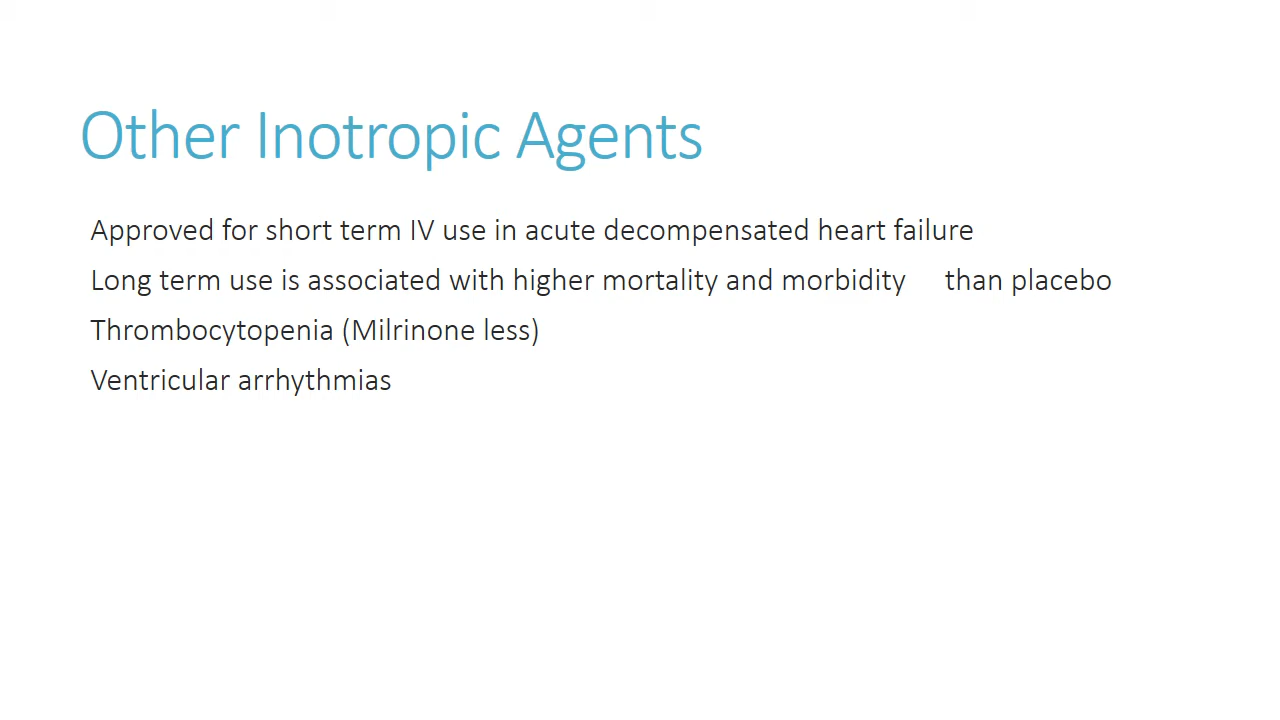 Other Inotropic Agents
Approved for short term IV use in acute decompensated heart failure
Long term use is associated with higher mortality and morbidity than placebo
Thrombocytopenia (Milrinone less)
Ventricular arrhythmias